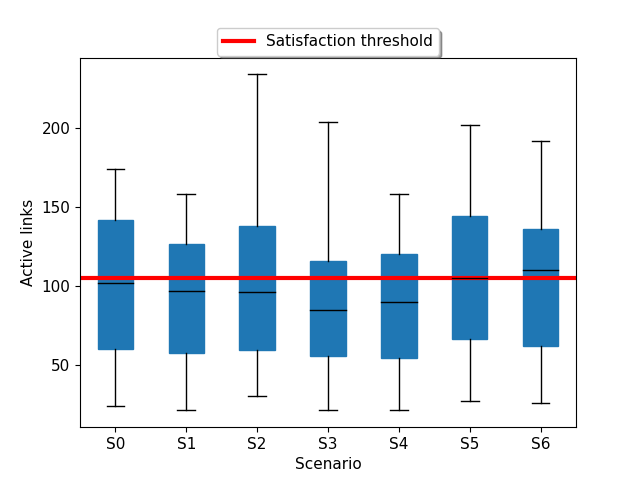 Satisfaction threshold
Active links
200
150
100
50
S0 S1 S2 S3 S4 S5 S6
Scenario